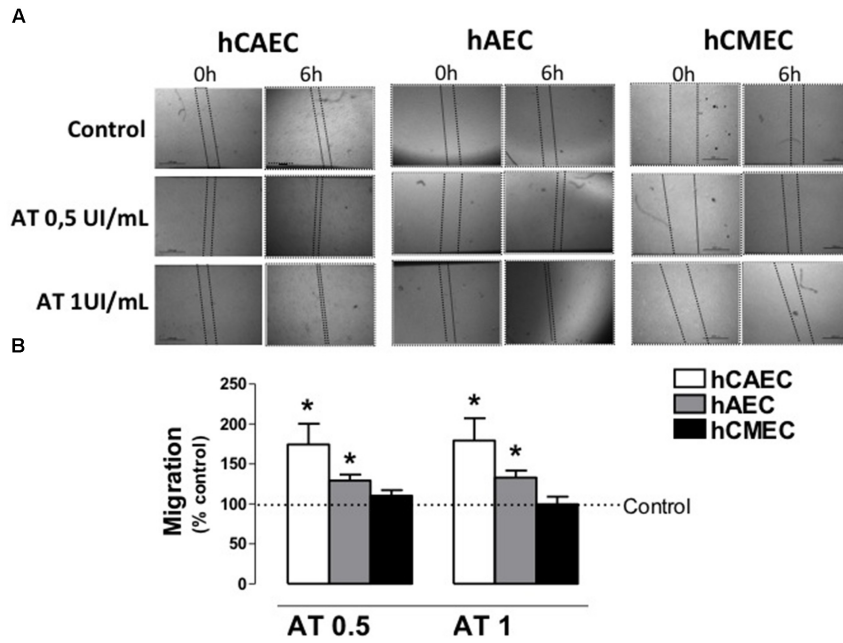 A
hCAEC hAEC hCMEC
0h 6h 0h 6h 0h 6h
Control
AT 0,5 UI/mL
AT 1UI/mL
B
250
200
150
100
50
0
Migration
(% control)
* * * *
hCAEC
hAEC
hCMEC
Control
AT 0.5 AT 1